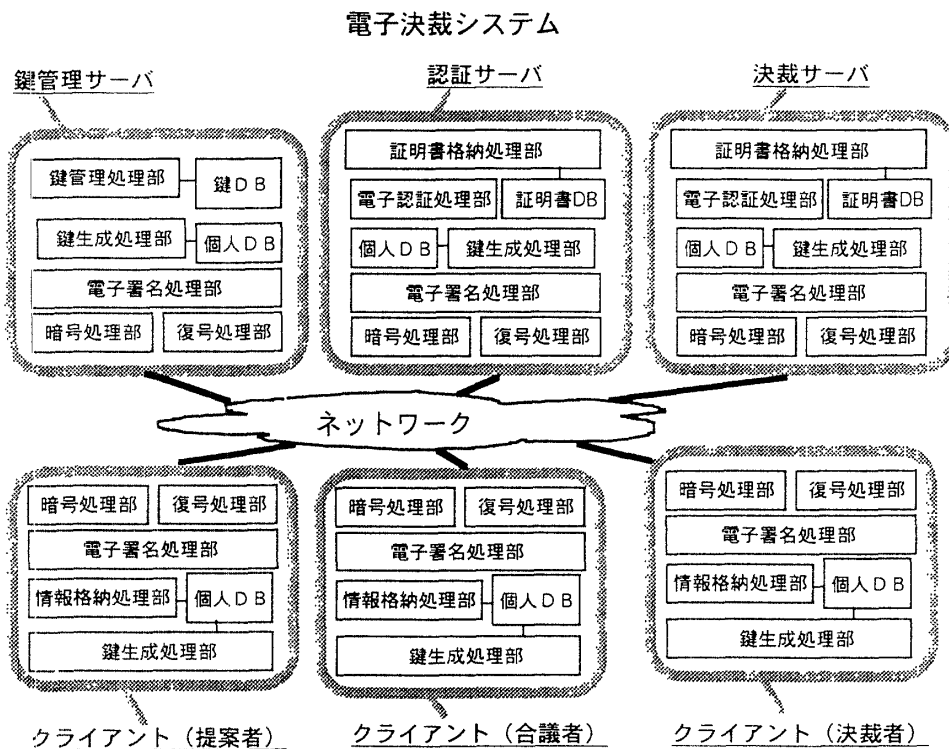 電子決裁システム
鍵管理サーバ
鍵管理処理部
鍵DB
鍵生成処理部
個人DB
電子署名処理部
暗号処理部
復号処理部
認証サーバ
証明書格納処理部
電子認証処理部
証明書DB
個人DB
鍵生成処理部
電子署名処理部
暗号処理部
復号処理部
決裁サーバ
証明書格納処理部
電子認証処理部
証明書DB
個人DB
鍵生成処理部
電子署名処理部
暗号処理部
復号処理部
ネットワーク
暗号処理部
復号処理部
電子署名処理部
情報格納処理部
個人DB
鍵生成処理部
クライアント（提案者）
暗号処理部
復号処理部
電子署名処理部
情報格納処理部
個人DB
鍵生成処理部
クライアント（合議者）
暗号処理部
復号処理部
電子署名処理部
情報格納処理部
個人DB
鍵生成処理部
クライアント（決裁者）